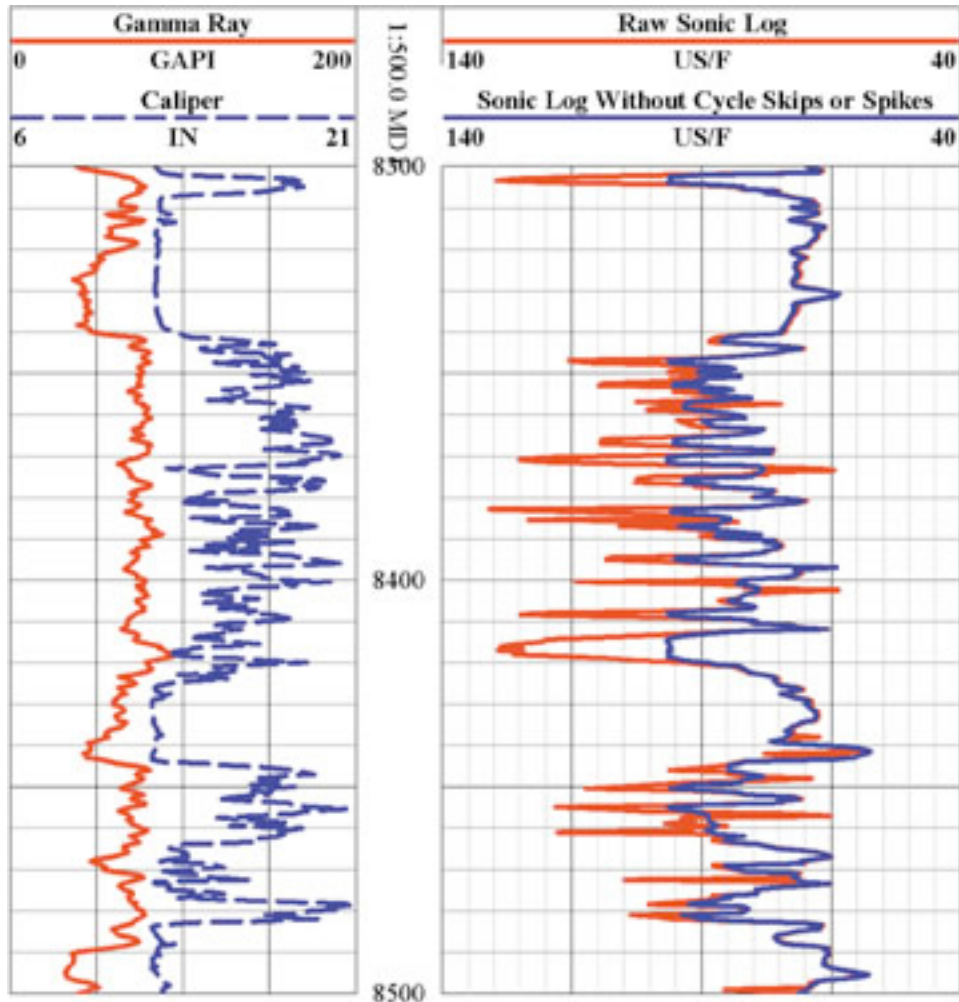 Gamma Ray
0 GAPI 200
Caliper
6 IN 21
1:500.0 MD
Raw Sonic Log
140 US/F 40
Sonic Log Without Cycle Skips or Spikes
140 US/F 40
8300
8400
8500